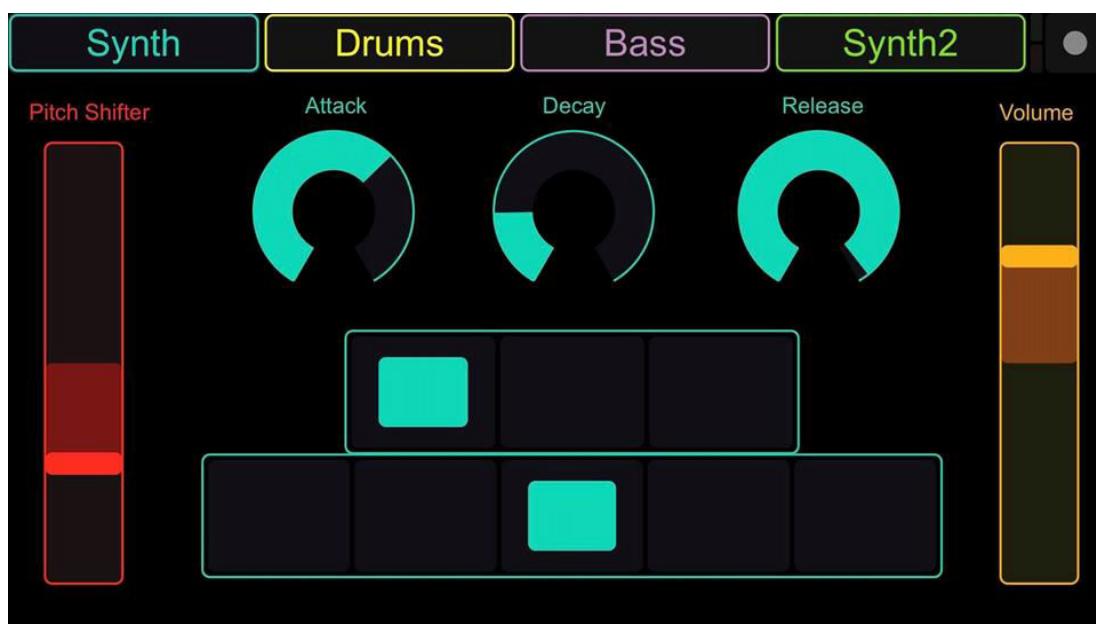 Synth Drums Bass Synth2
Pitch Shifter Attack Decay Release Volume